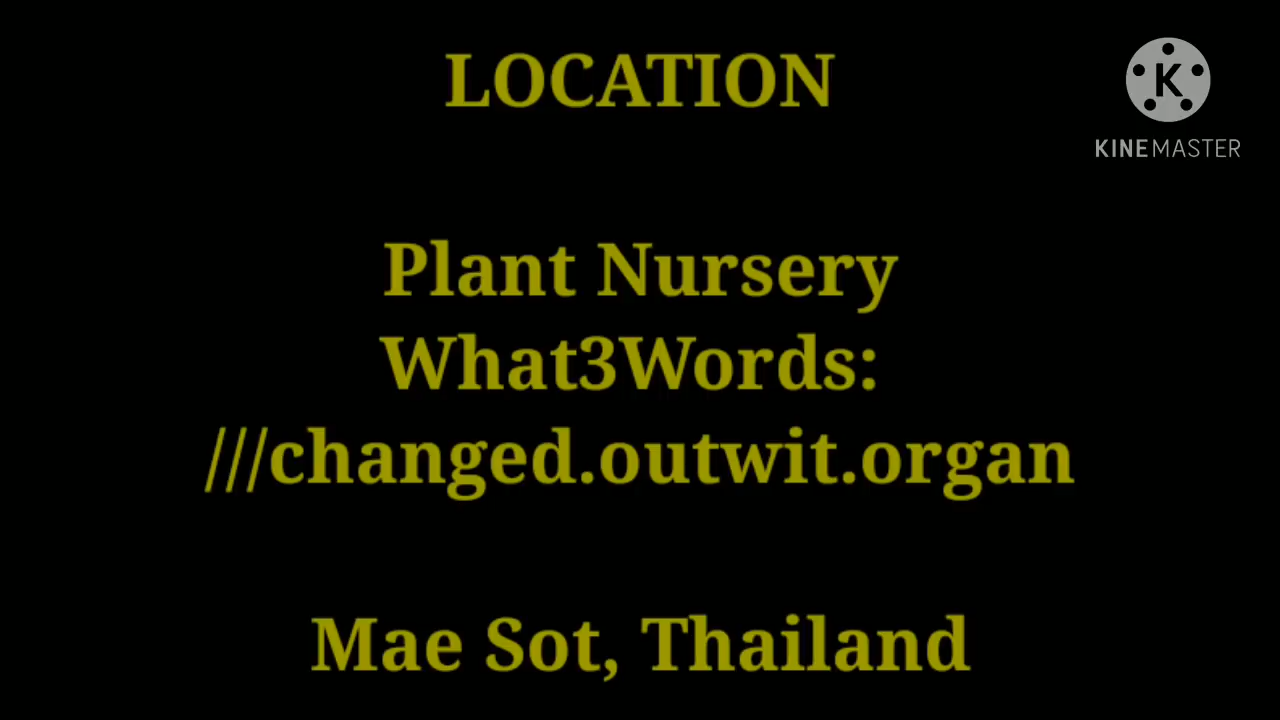 LOCATION
K
KINEMASTER
Plant Nursery
What3Words:
///changed.outwit.organ
Mae Sot, Thailand